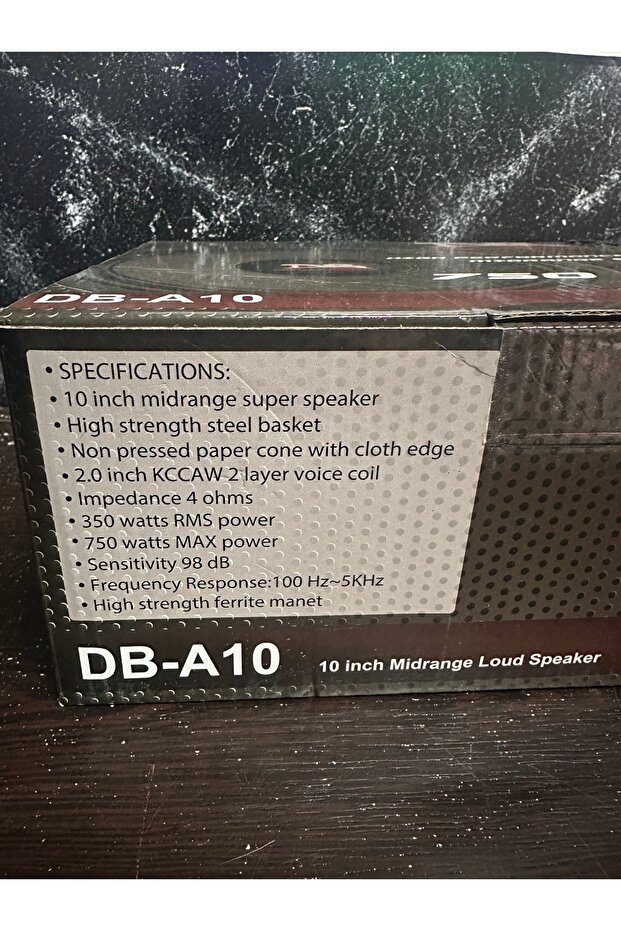 DB-A10
750
• SPECIFICATIONS:
• 10 inch midrange super speaker
• High strength steel basket
• Non pressed paper cone with cloth edge
• 2.0 inch KCCAW 2 layer voice coil
• Impedance 4 ohms
• 350 watts RMS power
• 750 watts MAX power
• Sensitivity 98 dB
• Frequency Response:100 Hz~5KHz
• High strength ferrite manet
DB-A10 10 inch Midrange Loud Speaker